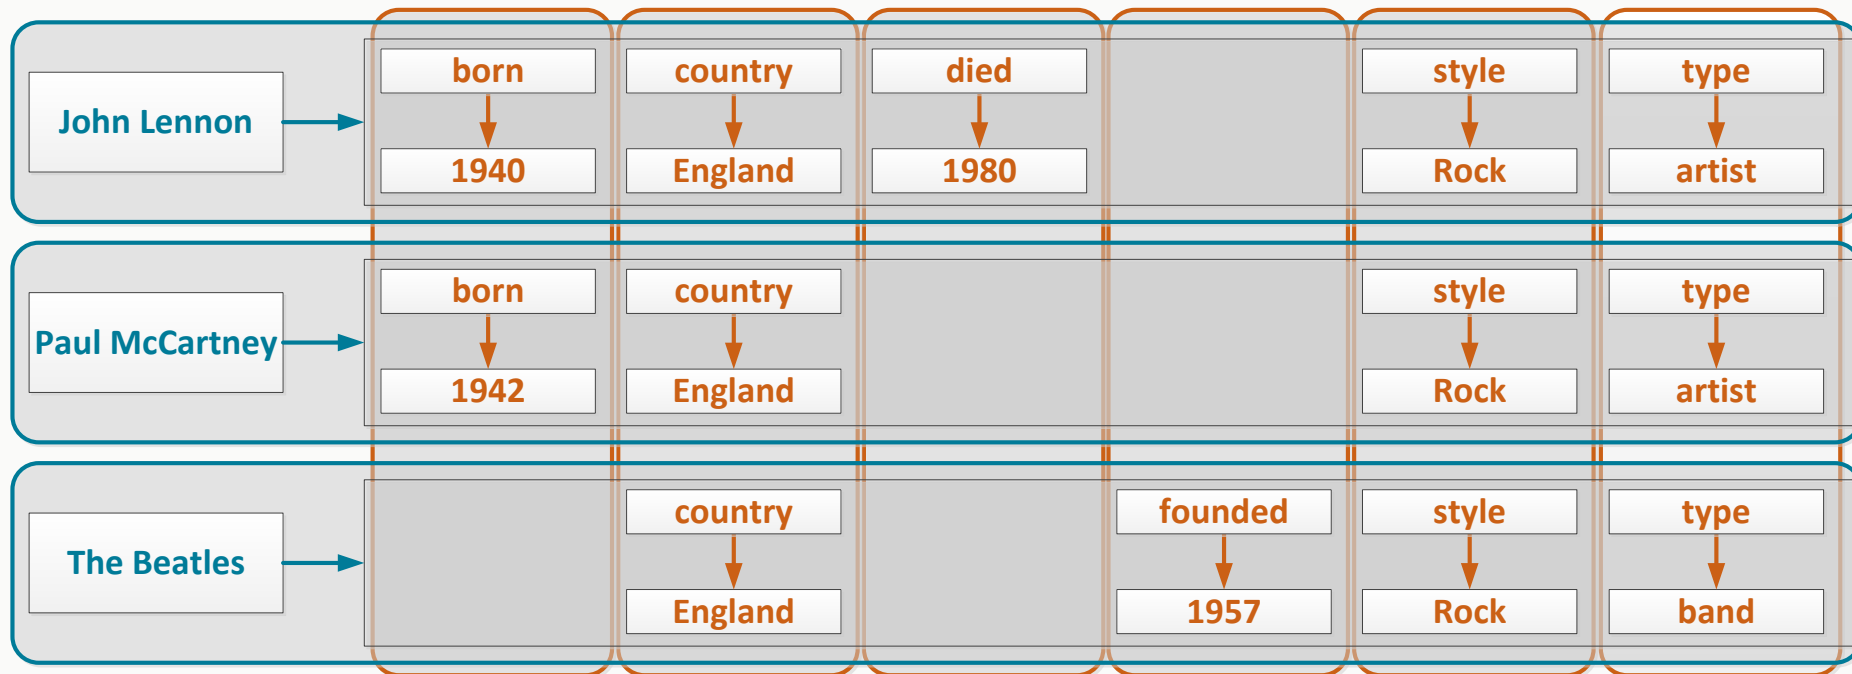 born country died style type
John Lennon
1940 England 1980 Rock artist
born country style type
Paul McCartney
1942 England Rock artist
country founded style type
The Beatles
England 1957 Rock band